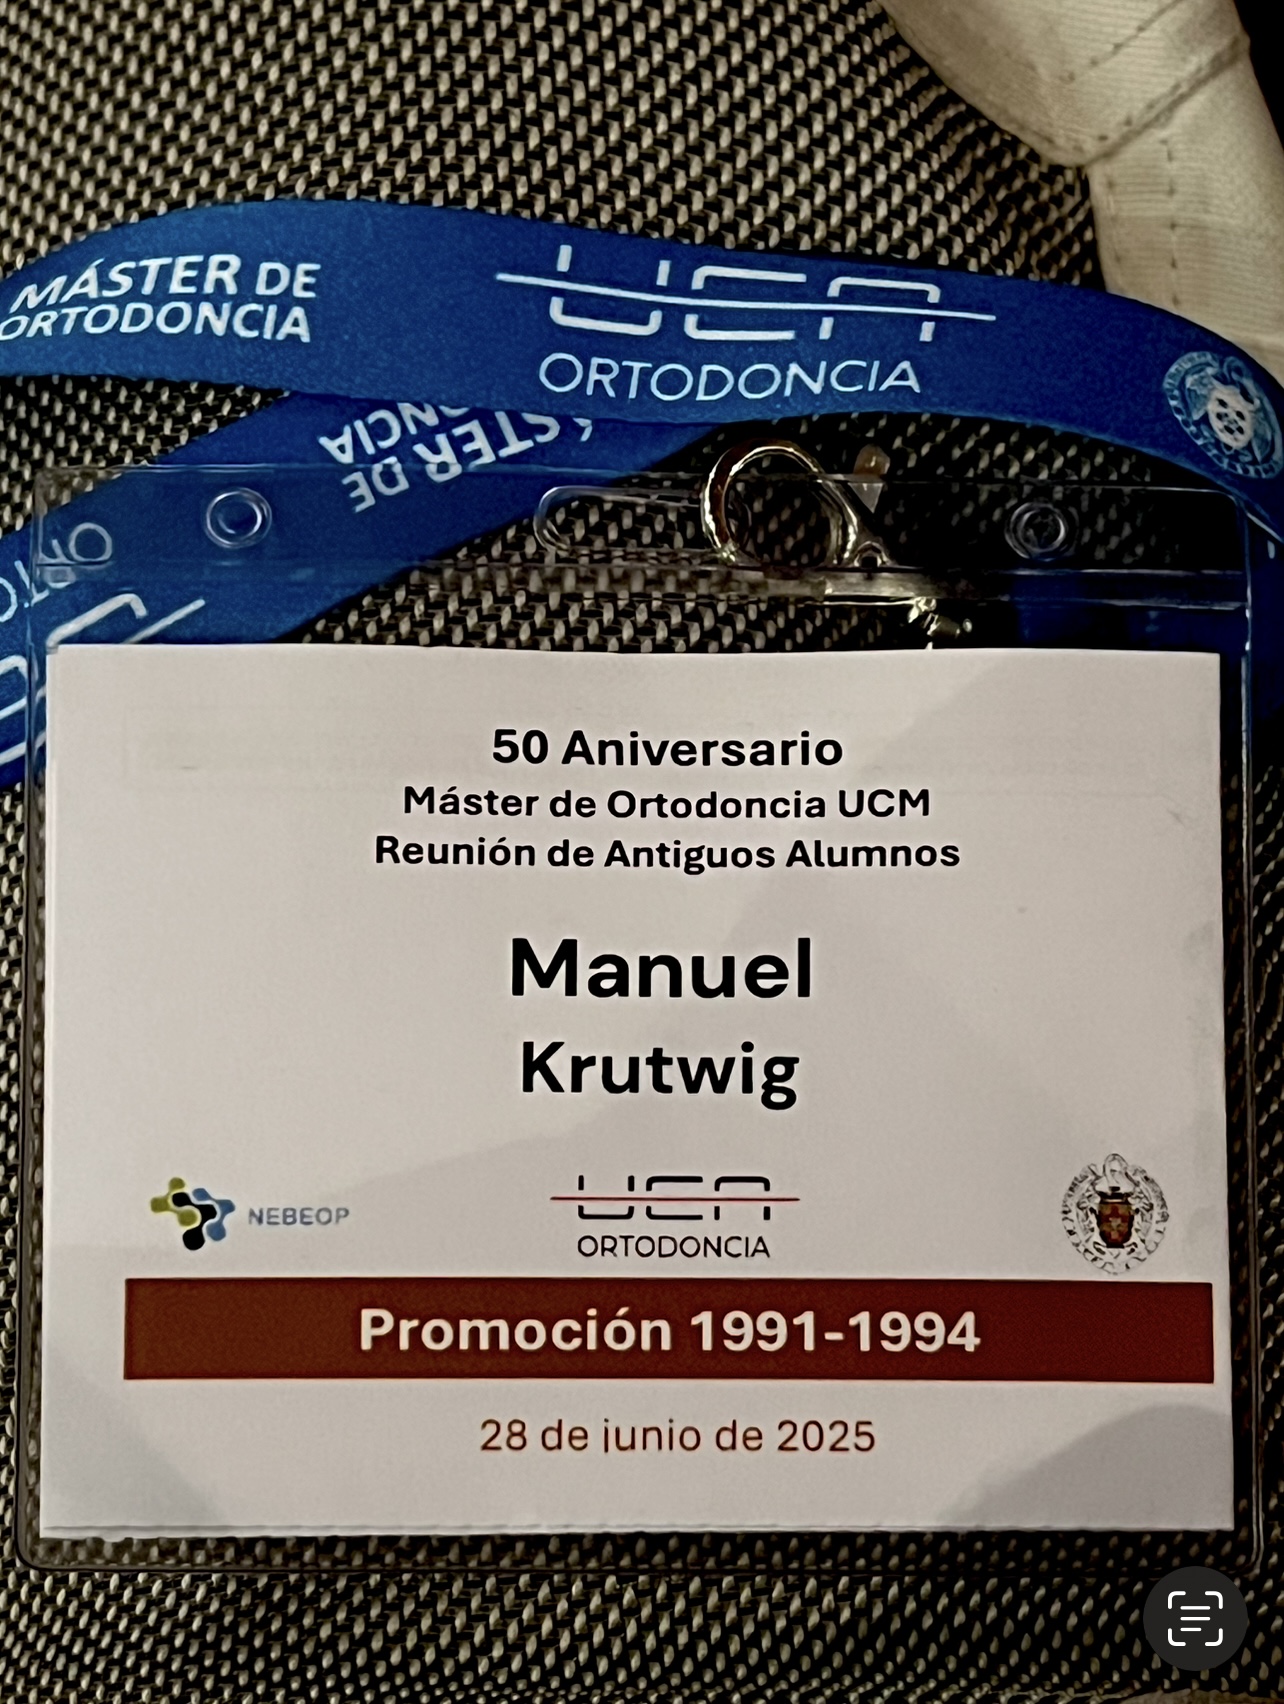 MÁSTER DE
ORTODONCIA
UCM
ORTODONCIA
50 Aniversario
Máster de Ortodoncia UCM
Reunión de Antiguos Alumnos
Manuel
Krutwig
NEBEOP
UCM
ORTODONCIA
Promoción 1991-1994
28 de junio de 2025